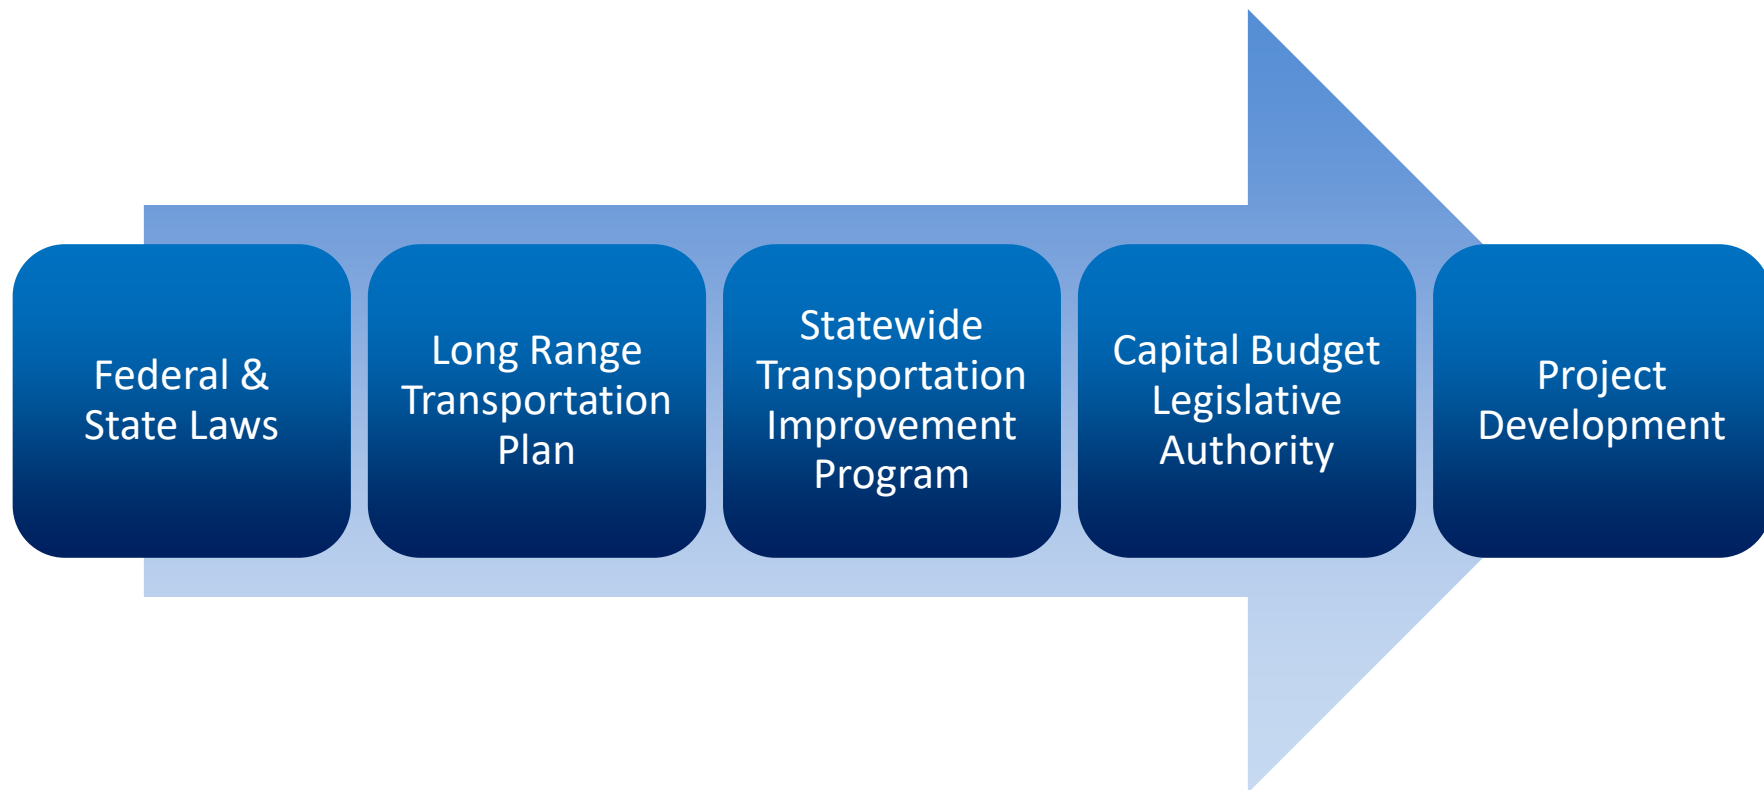 Federal &
State Laws
Long Range
Transportation
Plan
Statewide
Transportation
Improvement
Program
Capital Budget
Legislative
Authority
Project
Development